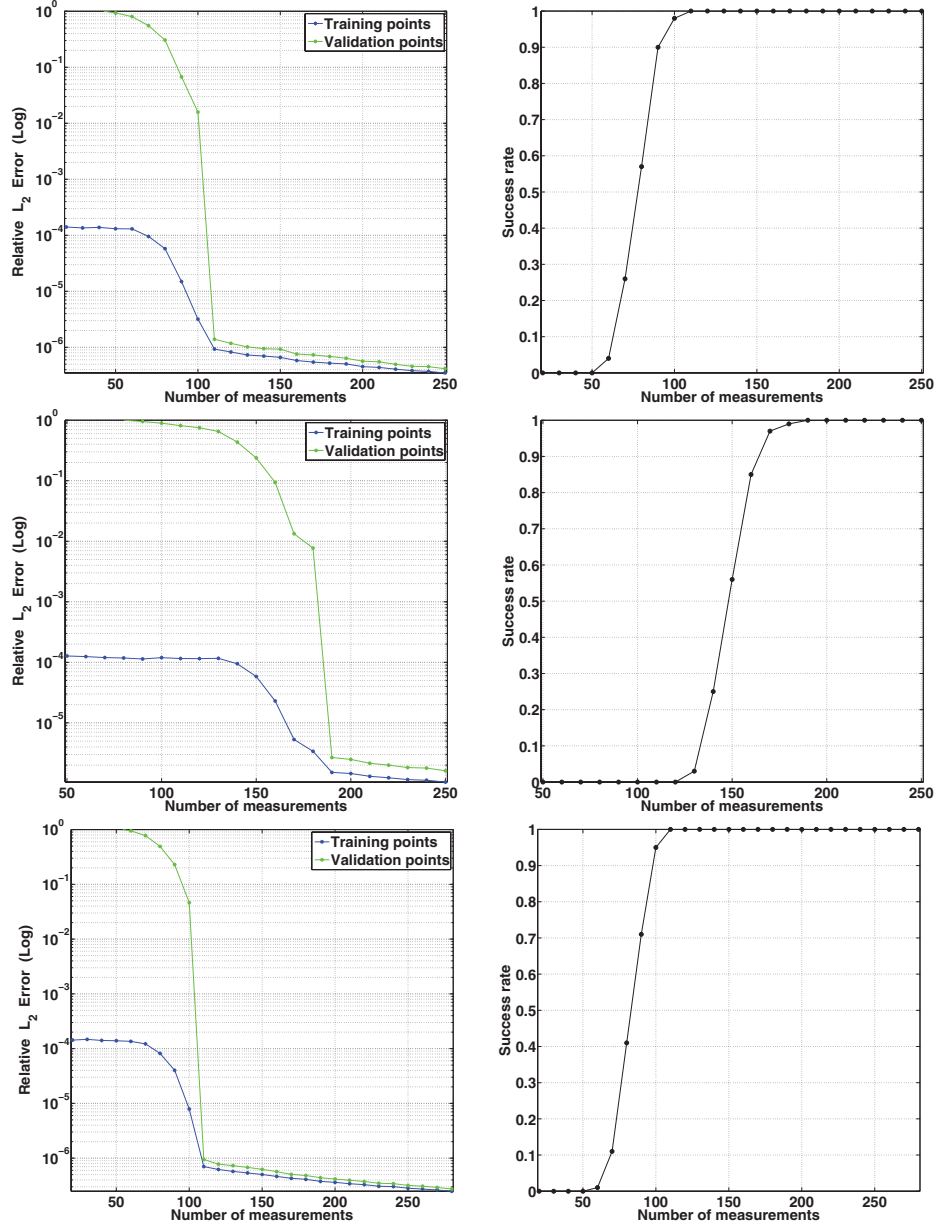 10^0
10^-1
10^-2
10^-3
10^-4
10^-5
10^-6
Relative L_2 Error (Log)
Training points
Validation points
50 100 150 200 250
Number of measurements
1
0.9
0.8
0.7
0.6
0.5
0.4
0.3
0.2
0.1
0
Success rate
50 100 150 200 250
Number of measurements
10^0
10^-1
10^-2
10^-3
10^-4
10^-5
Relative L_2 Error (Log)
Training points
Validation points
50 100 150 200 250
Number of measurements
1
0.9
0.8
0.7
0.6
0.5
0.4
0.3
0.2
0.1
0
Success rate
50 100 150 200 250
Number of measurements
10^0
10^-1
10^-2
10^-3
10^-4
10^-5
10^-6
Relative L_2 Error (Log)
Training points
Validation points
50 100 150 200 250
Number of measurements
1
0.9
0.8
0.7
0.6
0.5
0.4
0.3
0.2
0.1
0
Success rate
50 100 150 200 250
Number of measurements